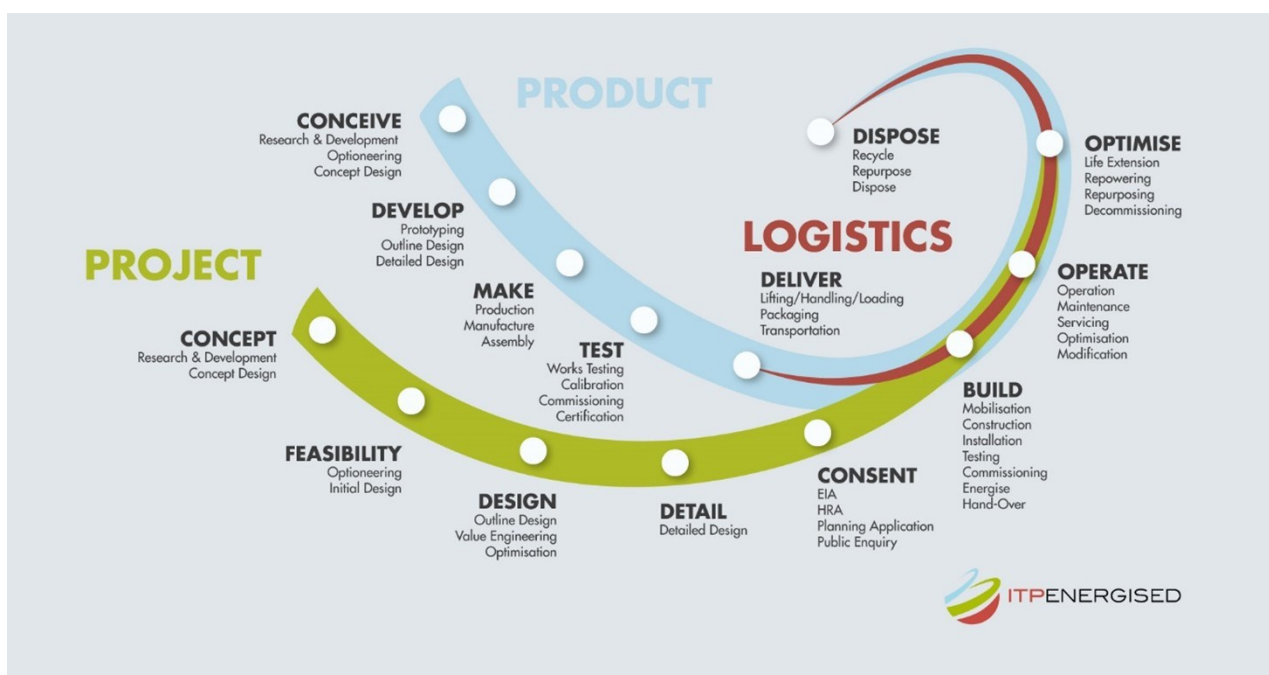 PRODUCT
CONCEIVE
Research & Development
Optioneering
Concept Design
DEVELOP
Prototyping
Outline Design
Detailed Design
MAKE
Production
Manufacture
Assembly
TEST
Works Testing
Calibration
Commissioning
Certification
LOGISTICS
DELIVER
Lifting/Handling/Loading
Packaging
Transportation
DISPOSE
Recycle
Repurpose
Dispose
OPTIMISE
Life Extension
Repowering
Repurposing
Decommissioning
OPERATE
Operation
Maintenance
Servicing
Optimisation
Modification
BUILD
Mobilisation
Construction
Installation
Testing
Commissioning
Energise
Hand-Over
PROJECT
CONCEPT
Research & Development
Concept Design
FEASIBILITY
Optioneering
Initial Design
DESIGN
Outline Design
Value Engineering
Optimisation
DETAIL
Detailed Design
CONSENT
EIA
HRA
Planning Application
Public Enquiry
ITPENERGISED